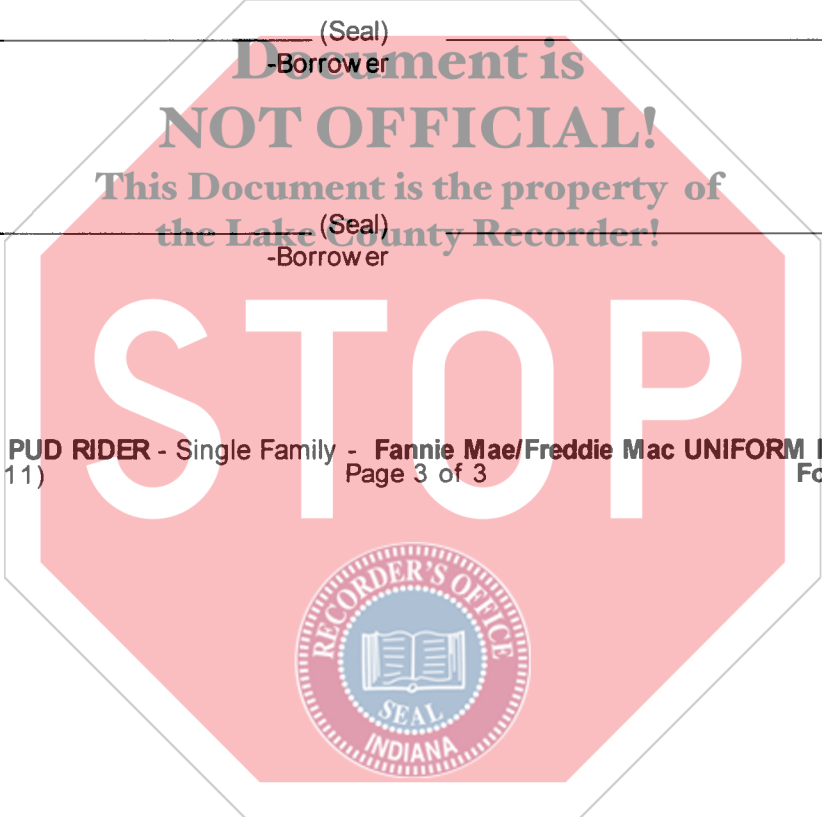 (Seal)
Document is
-Borrower
NOT OFFICIAL!
This Document is the property of
(Seal)
the Lake County Recorder!
-Borrower
STOP
PUD RIDER - Single Family - Fannie Mae/Freddie Mac UNIFORM
11) Page 3 of 3
RECORDER'S OFFICE
SEAL
INDIANA